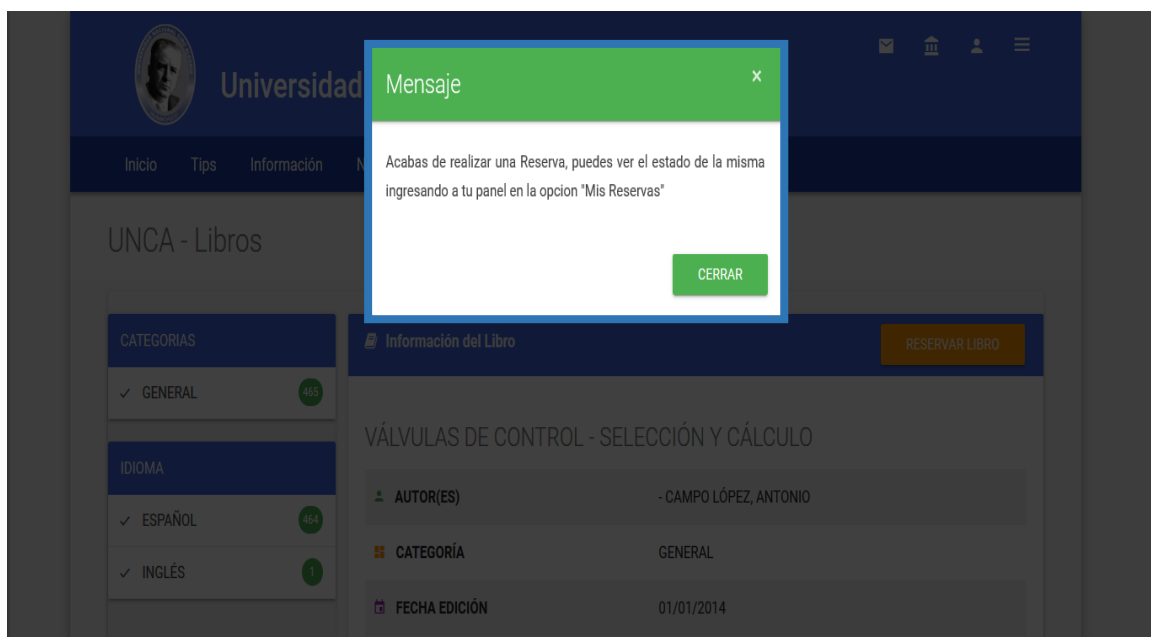 Universidad
Mensaje
x
Inicio
Tips
Información
N
Acabas de realizar una Reserva, puedes ver el estado de la misma
ingresando a tu panel en la opcion "Mis Reservas"
CERRAR
UNCA - Libros
CATEGORIAS
GENERAL
465
IDIOMA
ESPAÑOL
464
INGLÉS
1
Información del Libro
RESERVAR LIBRO
VÁLVULAS DE CONTROL - SELECCIÓN Y CÁLCULO
AUTOR(ES)
- CAMPO LÓPEZ, ANTONIO
CATEGORÍA
GENERAL
FECHA EDICIÓN
01/01/2014